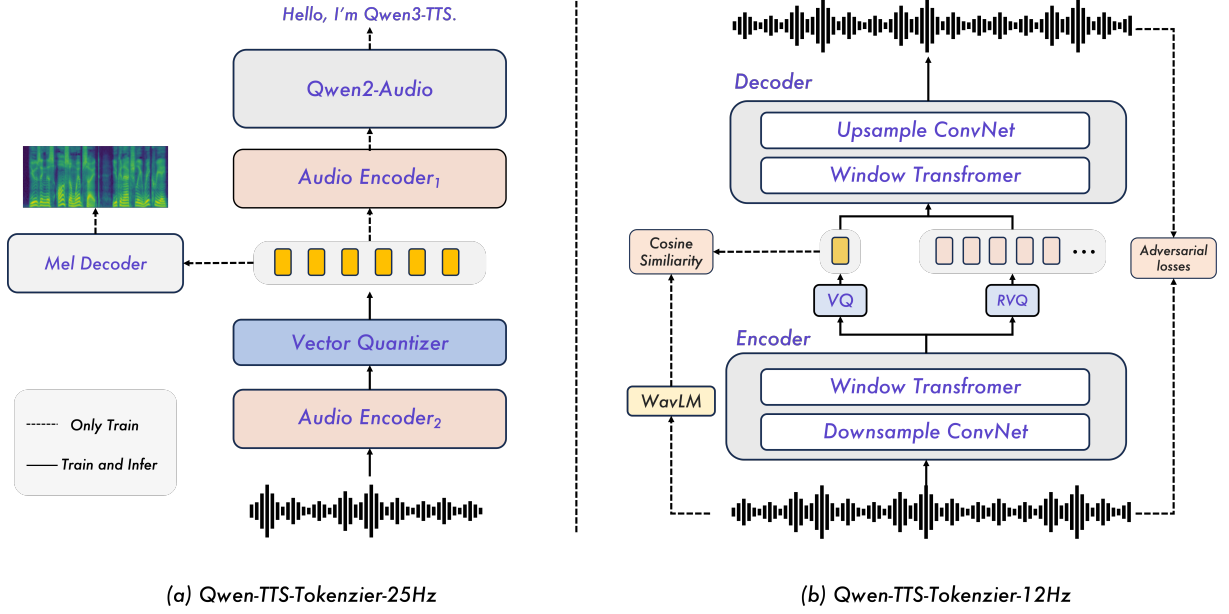 Hello, I'm Qwen3-TTS.
Qwen2-Audio
Audio Encoder1
Mel Decoder
Vector Quantizer
Audio Encoder2
Only Train
Train and Infer
(a) Qwen-TTS-Tokenzier-25Hz
Decoder
Upsample ConvNet
Window Transfromer
Cosine
Similiarity
...
Adversarial
losses
VQ
RVQ
Encoder
Window Transfromer
WavLM
Downsample ConvNet
(b) Qwen-TTS-Tokenzier-12Hz